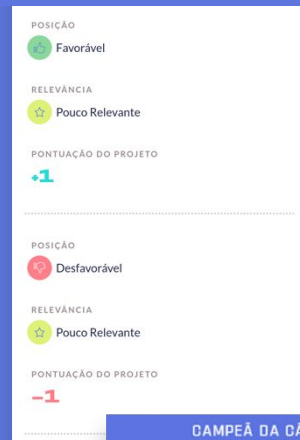 POSIÇÃO
Favorável
RELEVÂNCIA
Pouco Relevante
PONTUAÇÃO DO PROJETO
+1
POSIÇÃO
Desfavorável
RELEVÂNCIA
Pouco Relevante
PONTUAÇÃO DO PROJETO
-1
CAMPEÃ DA